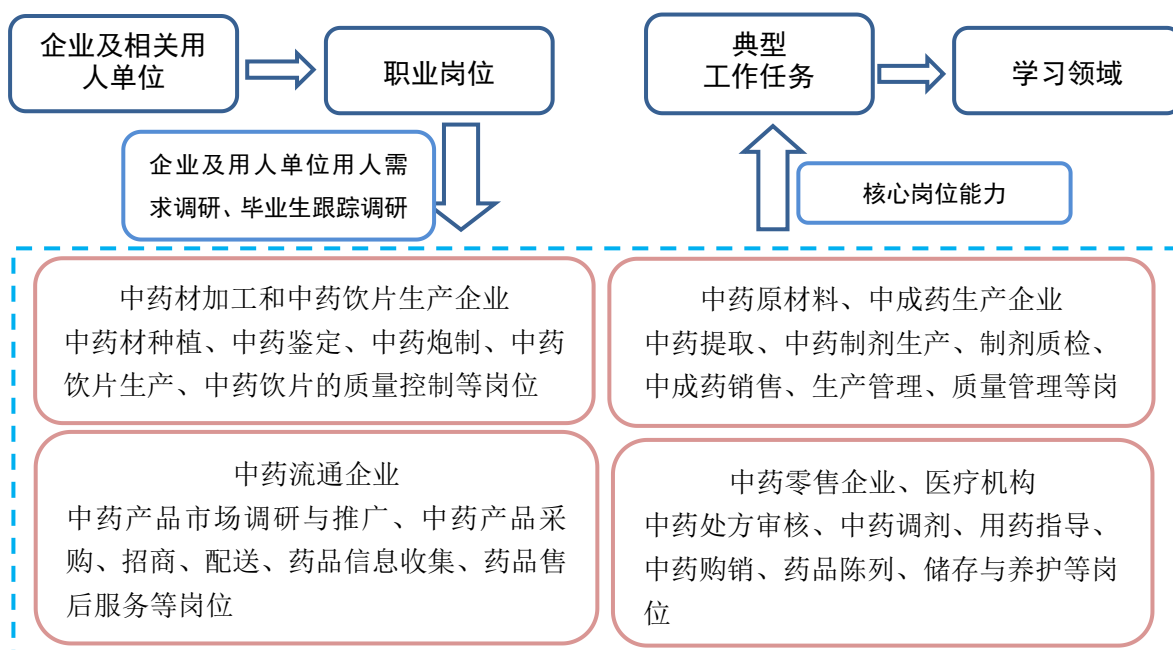 企业及相关用
人单位
职业岗位
典型
工作任务
学习领域
企业及用人单位用人需
求调研、毕业生跟踪调研
核心岗位能力
中药材加工和中药饮片生产企业
中药材种植、中药鉴定、中药炮制、中药
饮片生产、中药饮片的质量控制等岗位
中药原材料、中成药生产企业
中药提取、中药制剂生产、制剂质检、
中成药销售、生产管理、质量管理等岗
中药流通企业
中药产品市场调研与推广、中药产品采
购、招商、配送、药品信息收集、药品售
后服务等岗位
中药零售企业、医疗机构
中药处方审核、中药调剂、用药指导、
中药购销、药品陈列、储存与养护等岗
位